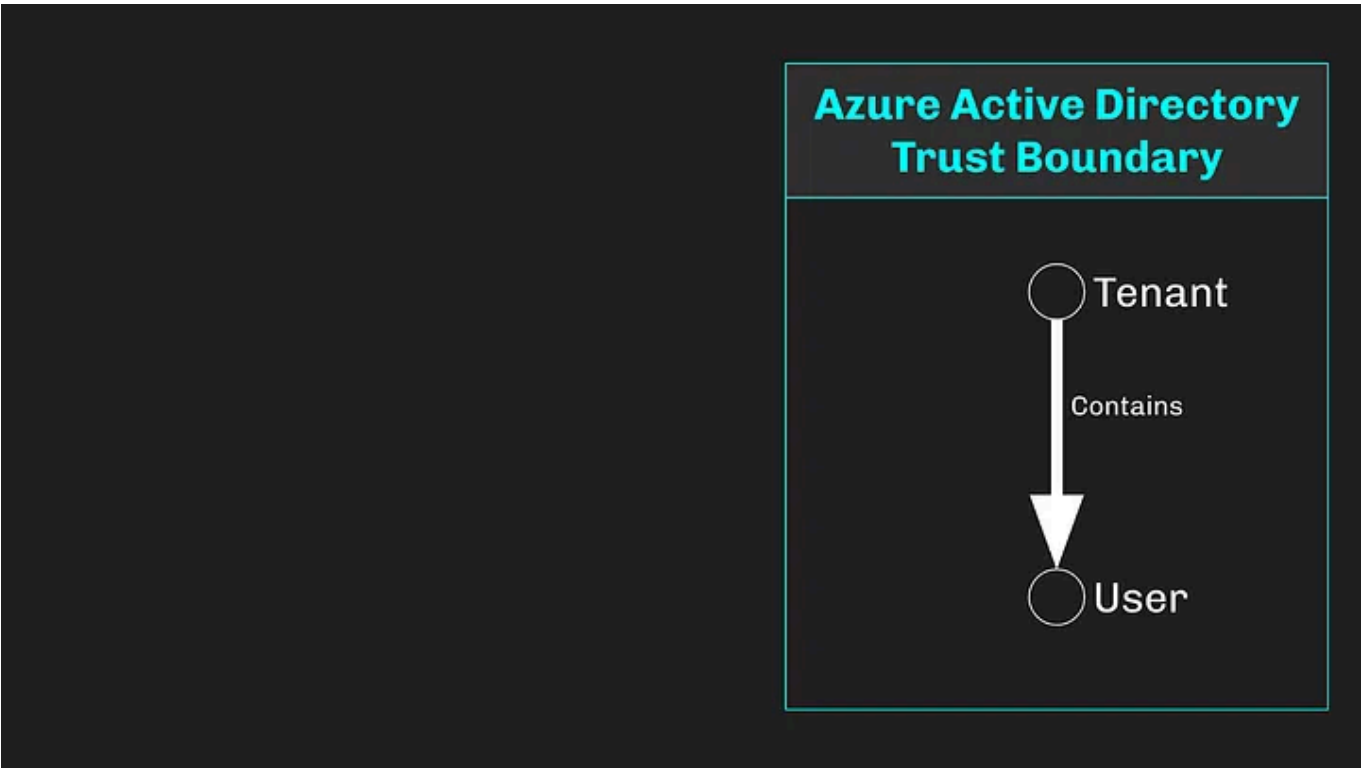 Azure Active Directory
Trust Boundary
Tenant
Contains
User